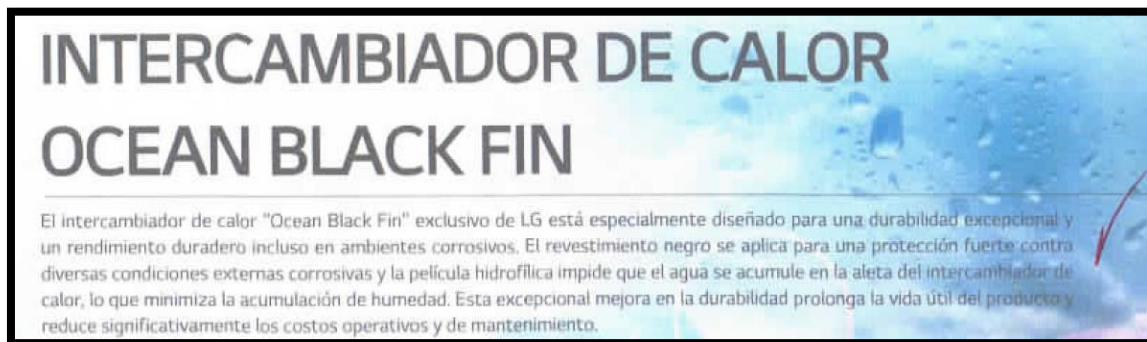 INTERCAMBIADOR DE CALOR
OCEAN BLACK FIN
El intercambiador de calor "Ocean Black Fin" exclusivo de LG está especialmente diseñado para una durabilidad excepcional y
un rendimiento duradero incluso en ambientes corrosivos. El revestimiento negro se aplica para una protección fuerte contra
diversas condiciones externas corrosivas y la película hidrofílica impide que el agua se acumule en la aleta del intercambiador de
calor, lo que minimiza la acumulación de humedad. Esta excepcional mejora en la durabilidad prolonga la vida útil del producto y
reduce significativamente los costos operativos y de mantenimiento.